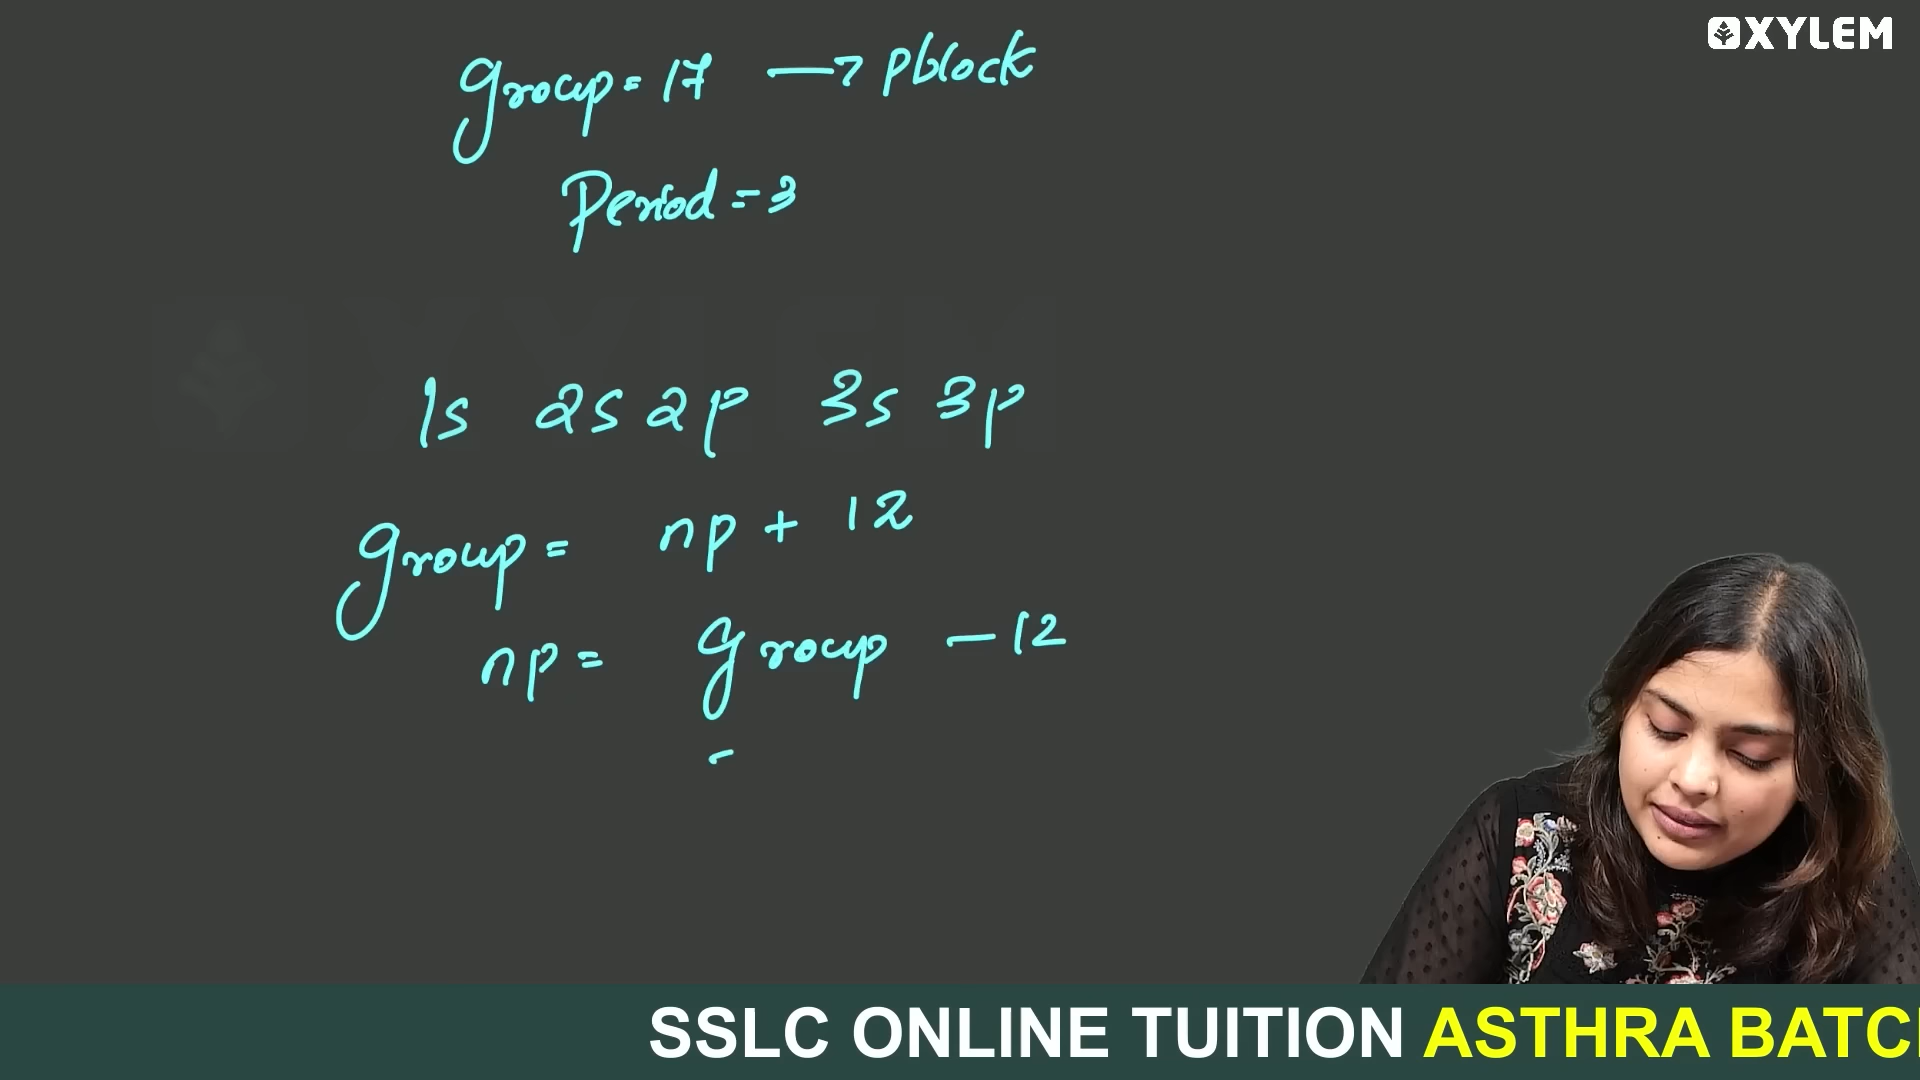 XYLEM
group = 17 → pblock
Period = 3
1s 2s 2p 3s 3p
group = np + 12
np = group - 12
=
SSLC ONLINE TUITION ASTHRA BATC